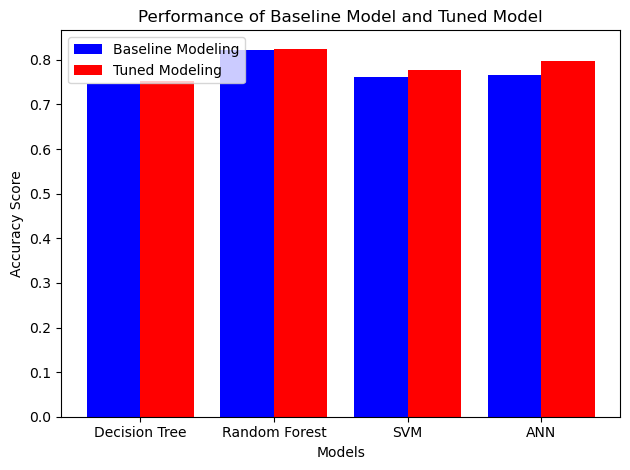 Performance of Baseline Model and Tuned Model
Baseline Modeling
Tuned Modeling
Accuracy Score
0.8
0.7
0.6
0.5
0.4
0.3
0.2
0.1
0.0
Decision Tree Random Forest SVM ANN
Models